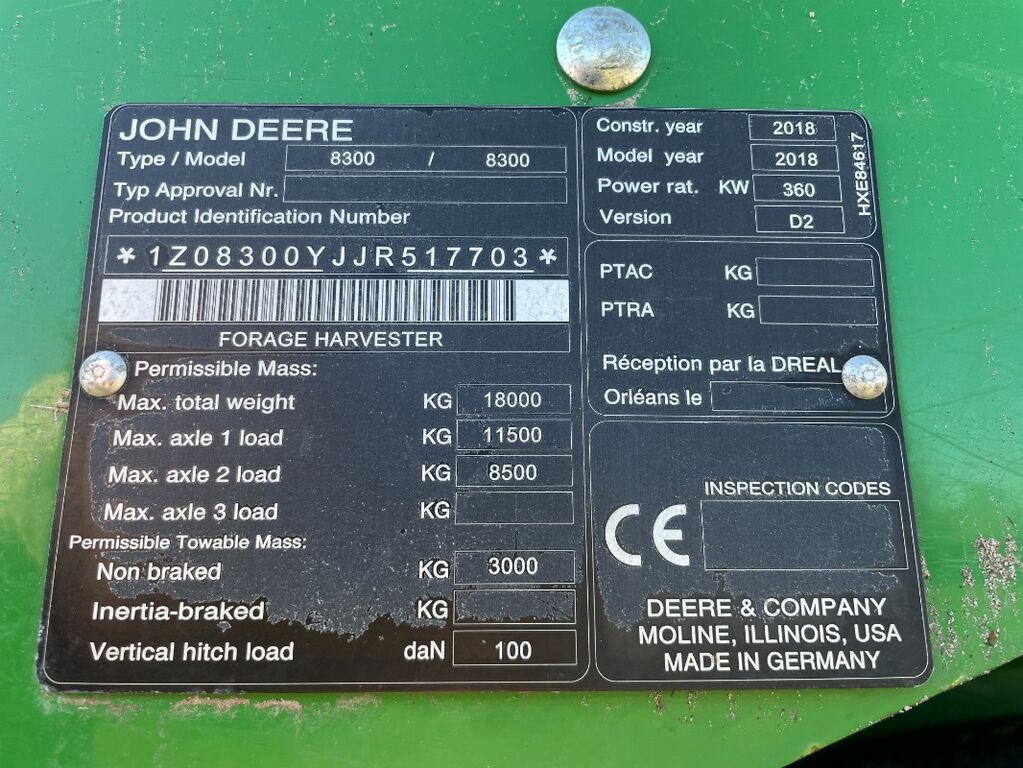 JOHN DEERE
Type / Model 8300 / 8300
Typ Approval Nr.
Product Identification Number
*1Z08300YJJR517703*
FORAGE HARVESTER
Permissible Mass:
Max. total weight KG 18000
Max. axle 1 load KG 11500
Max. axle 2 load KG 8500
Max. axle 3 load KG
Permissible Towable Mass:
Non braked KG 3000
Inertia-braked KG
Vertical hitch load daN 100
Constr. year 2018
Model year 2018
Power rat. KW 360
Version D2
HXE84617
PTAC KG
PTRA KG
Réception par la DREAL
Orléans le
INSPECTION CODES
CE
DEERE & COMPANY
MOLINE, ILLINOIS, USA
MADE IN GERMANY